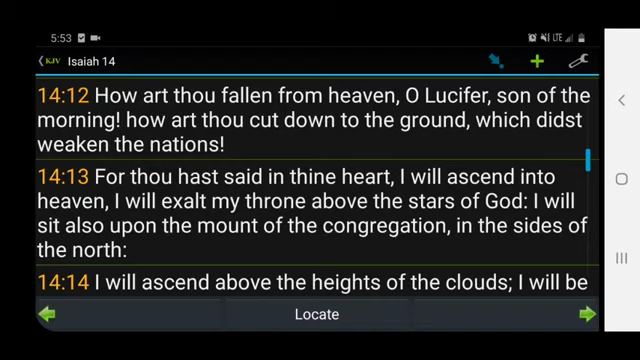 5:53 LTE
KJV Isaiah 14
14:12 How art thou fallen from heaven, O Lucifer, son of the
morning! how art thou cut down to the ground, which didst
weaken the nations!
14:13 For thou hast said in thine heart, I will ascend into
heaven, I will exalt my throne above the stars of God: I will
sit also upon the mount of the congregation, in the sides of
the north:
14:14 I will ascend above the heights of the clouds; I will be
Locate